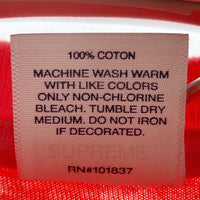 100% COTON
MACHINE WASH WARM
WITH LIKE COLORS
ONLY NON-CHLORINE
BLEACH. TUMBLE DRY
MEDIUM. DO NOT IRON
IF DECORATED.
SUPREME
RN#101837